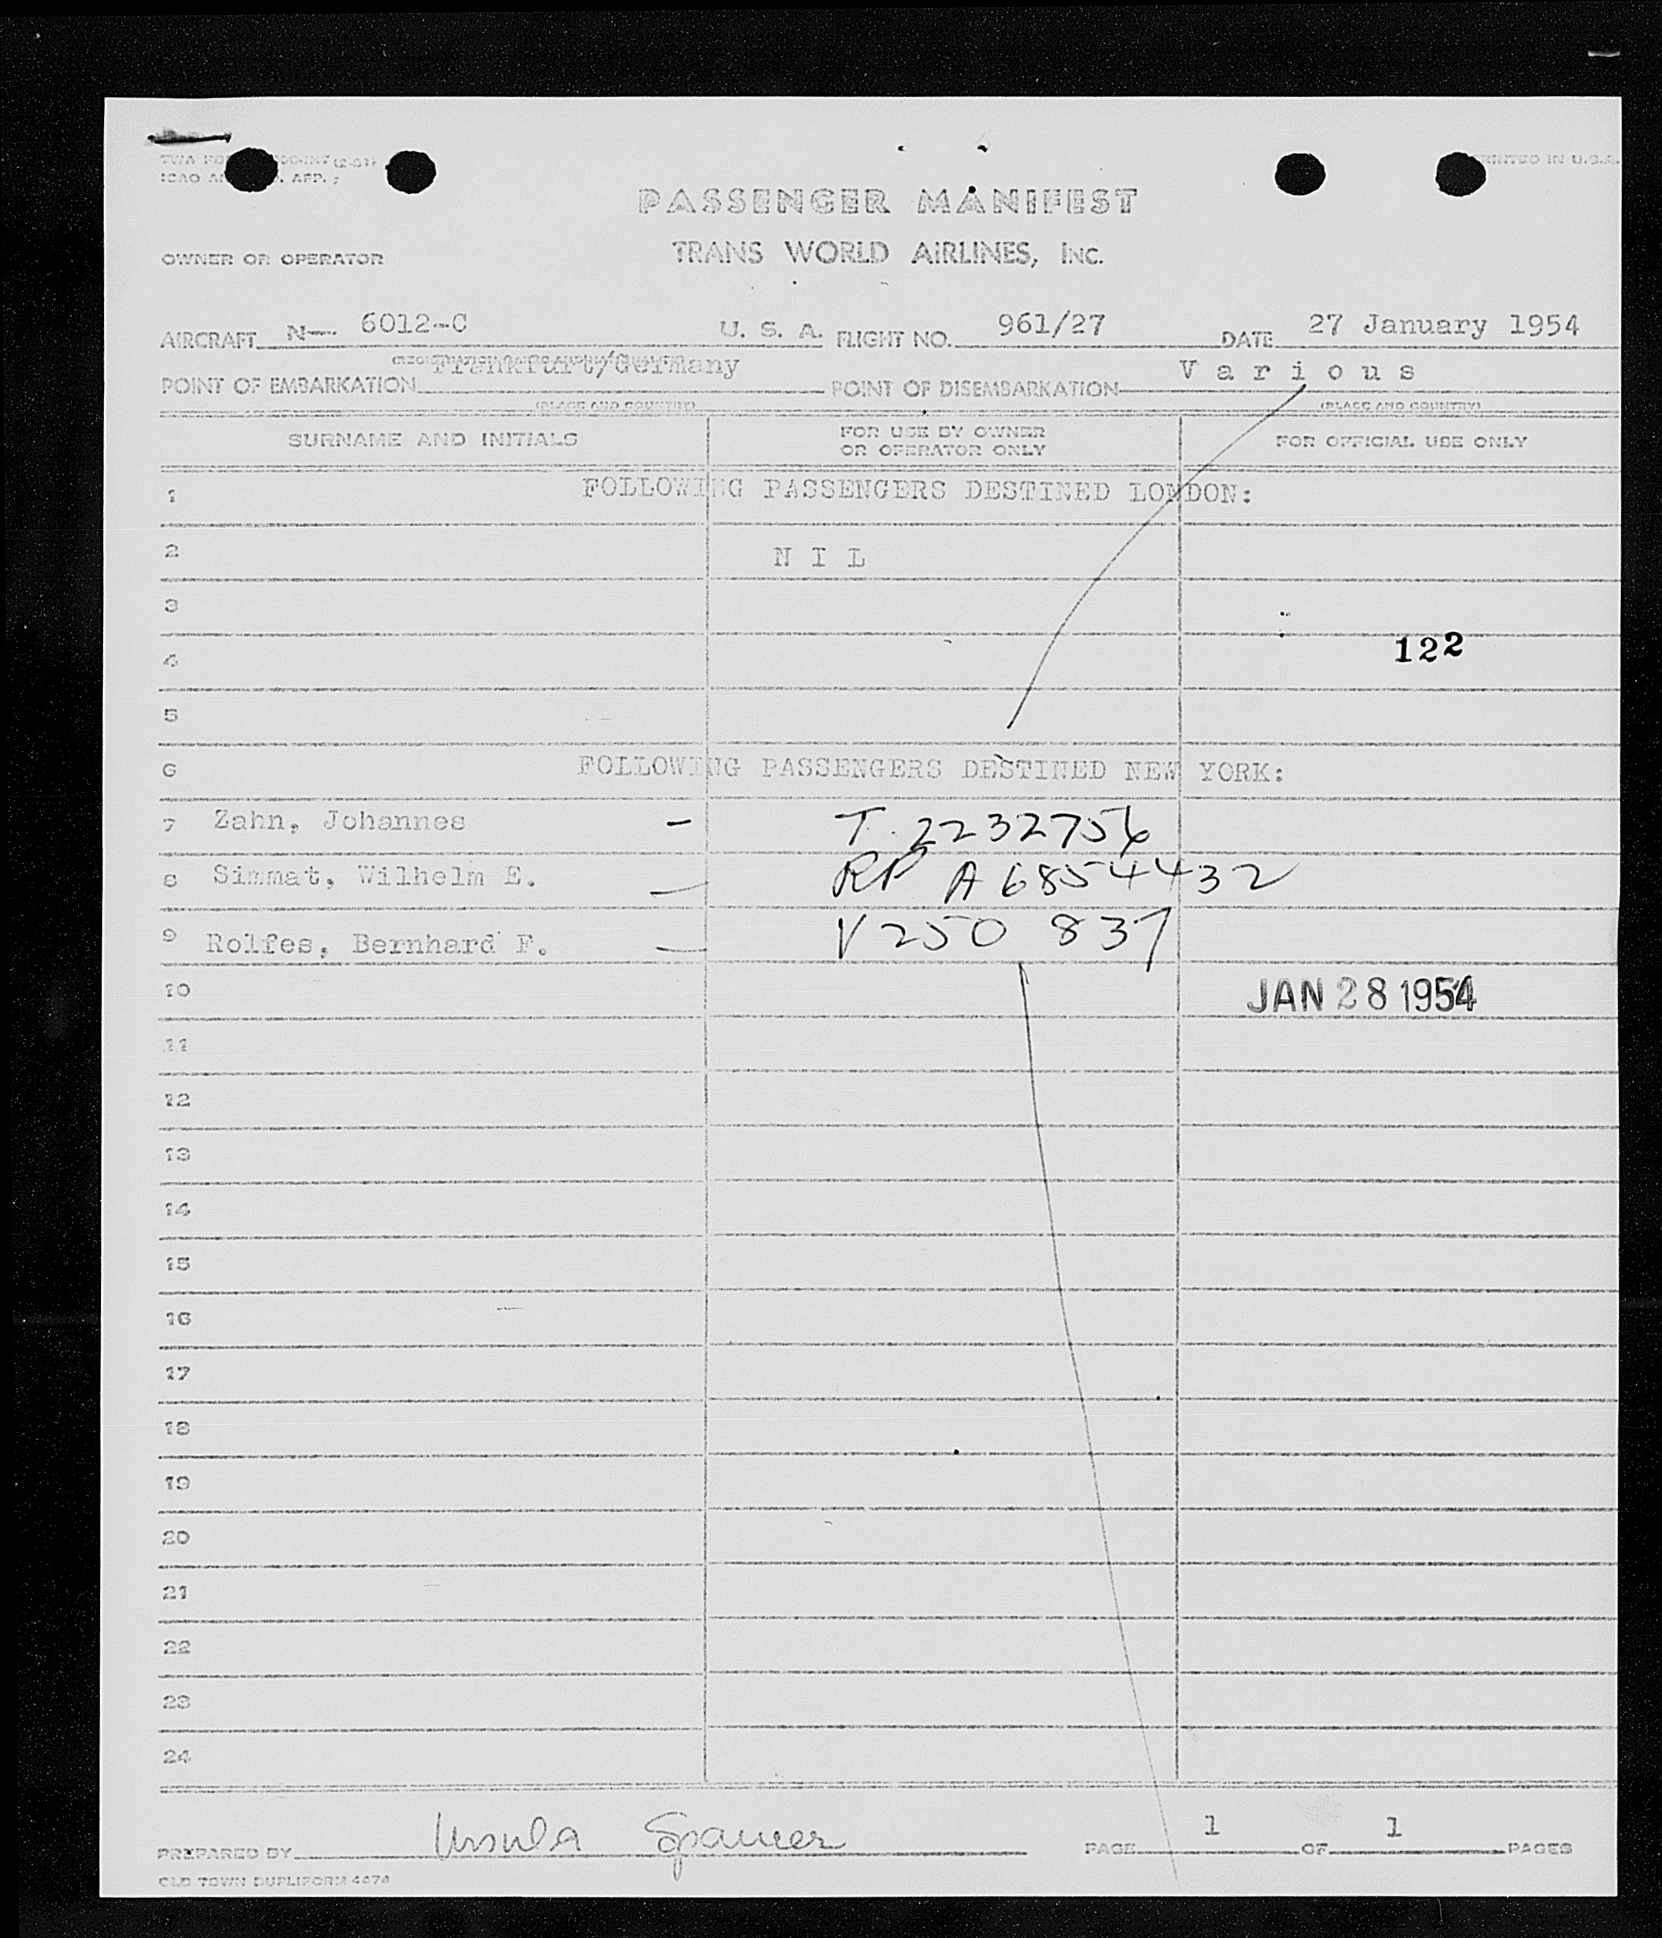 PRINTED IN U.S.A.
PASSENGER MANIFEST
OWNER OR OPERATOR TRANS WORLD AIRLINES, INC.
AIRCRAFT N— 6012-C U. S. A. FLIGHT NO. 961/27 DATE 27 January 1954
POINT OF EMBARKATION Frankfurt/Germany POINT OF DISEMBARKATION V a r i o u s
(PLACE AND COUNTRY) (PLACE AND COUNTRY)
SURNAME AND INITIALS FOR USE BY OWNER OR OPERATOR ONLY FOR OFFICIAL USE ONLY
1 FOLLOWING PASSENGERS DESTINED LONDON:
2 N I L
3
4 122
5
6 FOLLOWING PASSENGERS DESTINED NEW YORK:
7 Zahn, Johannes — T. 2232756
8 Simmat, Wilhelm E. — RP A6854432
9 Rolfes, Bernhard F. — V250 837
10 JAN 28 1954
11
12
13
14
15
16
17
18
19
20
21
22
23
24
PREPARED BY Ursula Spamer PAGE 1 OF 1 PAGES
OLD TOWN DUPLIFORM 4474